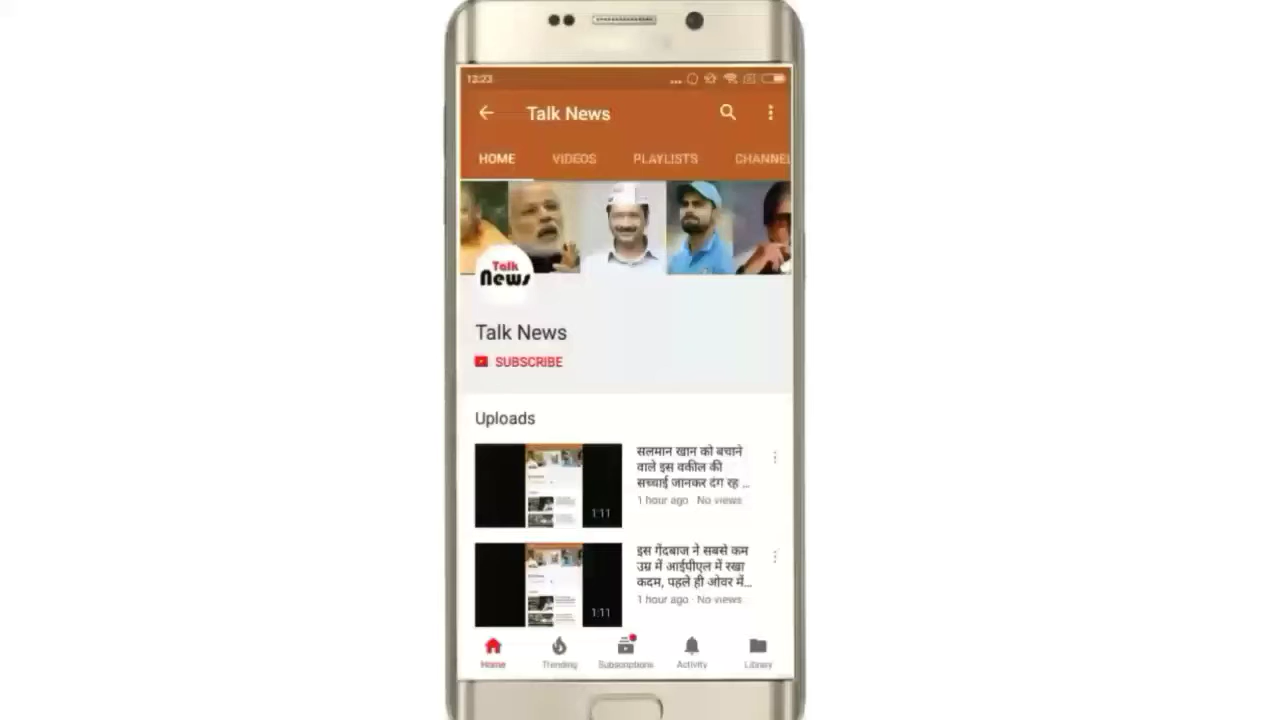 12:23
Talk News
HOME VIDEOS PLAYLISTS CHANNEL
Talk
News
Talk News
SUBSCRIBE
Uploads
सलमान खान को बचाने
वाले इस वकील की
सच्चाई जानकर दंग रह ...
1 hour ago · No views
1:11
इस गेंदबाज ने सबसे कम
उम्र में आईपीएल में रखा
कदम, पहले ही ओवर में...
1 hour ago · No views
1:11
Home Trending Subscriptions Activity Library